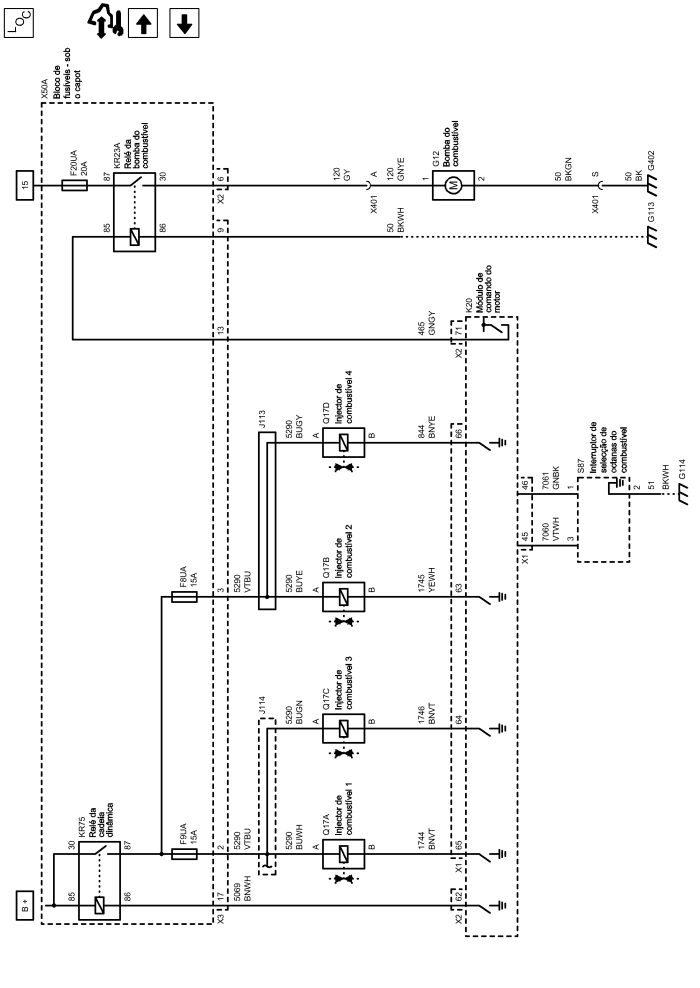 LOC
X50A
Bloco de
fusíveis - sob
o capot
15
F20UA
20A
KR23A
Relé da
bomba do
combustível
87
30
85
86
6
X2
9
13
120
GY
A
X401
120
GNYE
1
G12
Bomba do
combustível
M
2
50
BKGN
S
X401
50
BK
G402
50
BKWH
G113
465
GNGY
71
X2
K20
Módulo de
comando do
motor
J113
5290
BUGY
A
Q17D
Injector de
combustível 4
B
844
BNYE
66
F8UA
15A
3
5290
VTBU
5290
BUYE
A
Q17B
Injector de
combustível 2
B
1745
YEWH
63
J114
5290
BUGN
A
Q17C
Injector de
combustível 3
B
1746
BNVT
64
B +
KR75
Relé da
cadeia
dinâmica
30
87
85
86
F9UA
15A
2
5290
VTBU
5290
BUWH
A
Q17A
Injector de
combustível 1
B
1744
BNVT
65
X1
17
X3
5069
BNWH
62
X2
46
7061
GNBK
1
45
X1
7060
VTWH
3
S87
Interruptor de
selecção de
octanas do
combustível
2
51
BKWH
G114